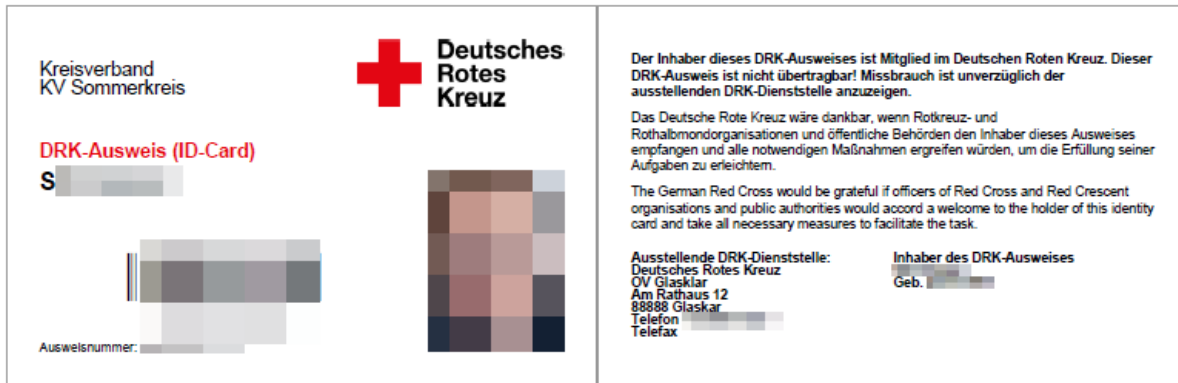 Kreisverband
KV Sommerkreis
Deutsches
Rotes
Kreuz
DRK-Ausweis (ID-Card)
S
Ausweisnummer:
Der Inhaber dieses DRK-Ausweises ist Mitglied im Deutschen Roten Kreuz. Dieser
DRK-Ausweis ist nicht übertragbar! Missbrauch ist unverzüglich der
ausstellenden DRK-Dienststelle anzuzeigen.
Das Deutsche Rote Kreuz wäre dankbar, wenn Rotkreuz- und
Rothalbmondorganisationen und öffentliche Behörden den Inhaber dieses Ausweises
empfangen und alle notwendigen Maßnahmen ergreifen würden, um die Erfüllung seiner
Aufgaben zu erleichtern.
The German Red Cross would be grateful if officers of Red Cross and Red Crescent
organisations and public authorities would accord a welcome to the holder of this identity
card and take all necessary measures to facilitate the task.
Ausstellende DRK-Dienststelle:
Deutsches Rotes Kreuz
OV Glasklar
Am Rathaus 12
88888 Glaskar
Telefon
Telefax
Inhaber des DRK-Ausweises
Geb.